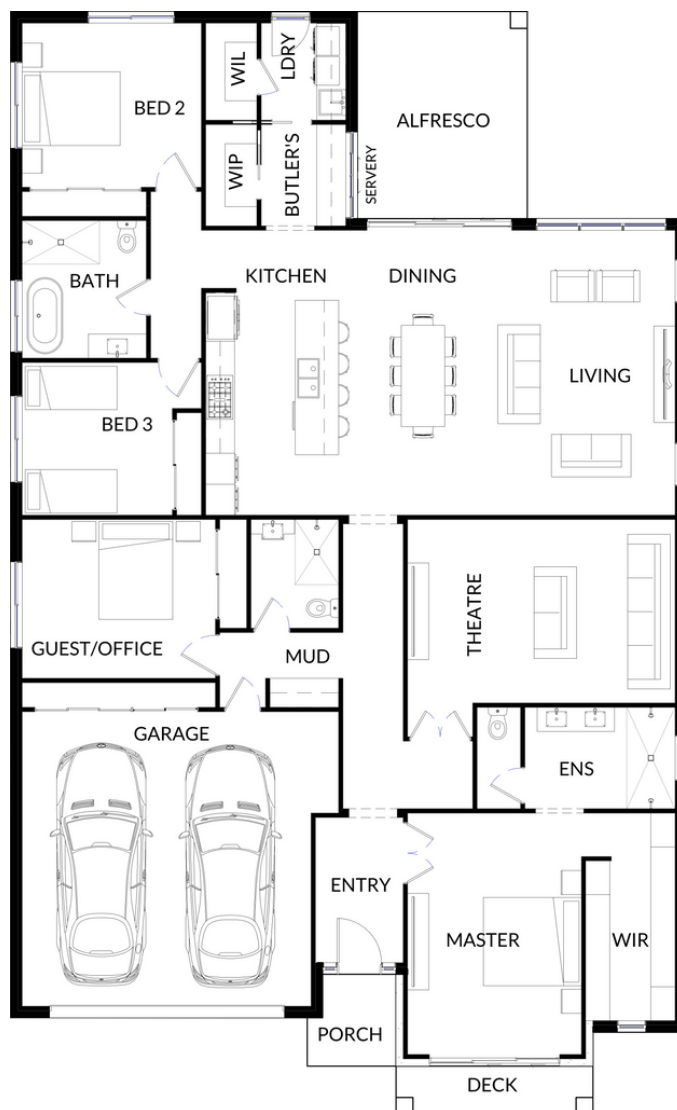 WIL
LDRY
BED 2
ALFRESCO
WIP
BUTLER'S
SERVERY
BATH
KITCHEN
DINING
LIVING
BED 3
THEATRE
GUEST/OFFICE
MUD
GARAGE
ENS
ENTRY
MASTER
WIR
PORCH
DECK